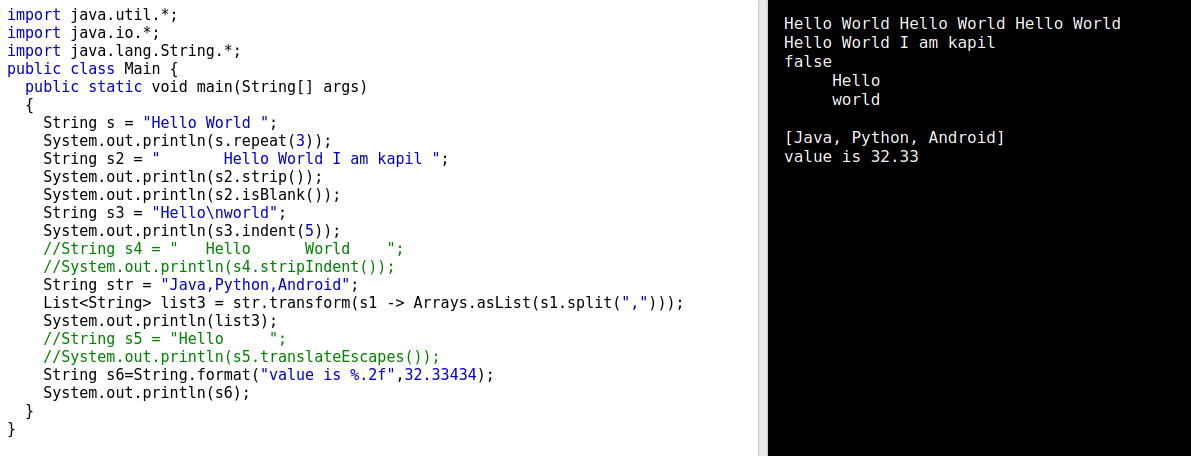 import java.util.*;
import java.io.*;
import java.lang.String.*;
public class Main {
  public static void main(String[] args)
  {
    String s = "Hello World ";
    System.out.println(s.repeat(3));
    String s2 = "       Hello World I am kapil ";
    System.out.println(s2.strip());
    System.out.println(s2.isBlank());
    String s3 = "Hello\nworld";
    System.out.println(s3.indent(5));
    //String s4 = "   Hello      World    ";
    //System.out.println(s4.stripIndent());
    String str = "Java,Python,Android";
    List<String> list3 = str.transform(s1 -> Arrays.asList(s1.split(",")));
    System.out.println(list3);
    //String s5 = "Hello     ";
    //System.out.println(s5.translateEscapes());
    String s6=String.format("value is %.2f",32.33434);
    System.out.println(s6);
  }
}
Hello World Hello World Hello World
Hello World I am kapil
false
     Hello
     world

[Java, Python, Android]
value is 32.33